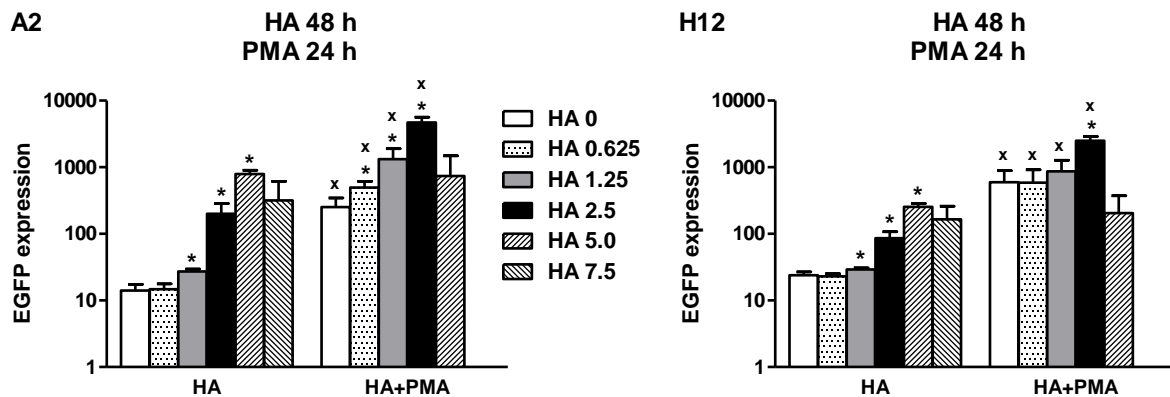 A2
HA 48 h
PMA 24 h
x
x
x
*
x
*
x
*
*
*
*
*
10000
1000
100
10
1
EGFP expression
HA
HA+PMA
HA 0
HA 0.625
HA 1.25
HA 2.5
HA 5.0
HA 7.5
H12
HA 48 h
PMA 24 h
x
*
x
x
x
*
*
*
10000
1000
100
10
1
EGFP expression
HA
HA+PMA